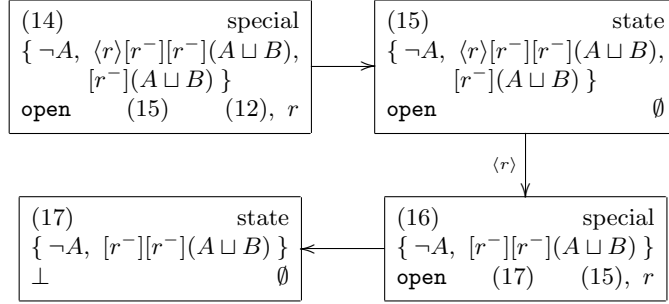 (14) special
{ ¬A, ⟨r⟩[r⁻][r⁻](A ⊔ B),
[r⁻](A ⊔ B) }
open (15) (12), r
(15) state
{ ¬A, ⟨r⟩[r⁻][r⁻](A ⊔ B),
[r⁻](A ⊔ B) }
open ∅
⟨r⟩
(17) state
{ ¬A, [r⁻][r⁻](A ⊔ B) }
⊥ ∅
(16) special
{ ¬A, [r⁻][r⁻](A ⊔ B) }
open (17) (15), r